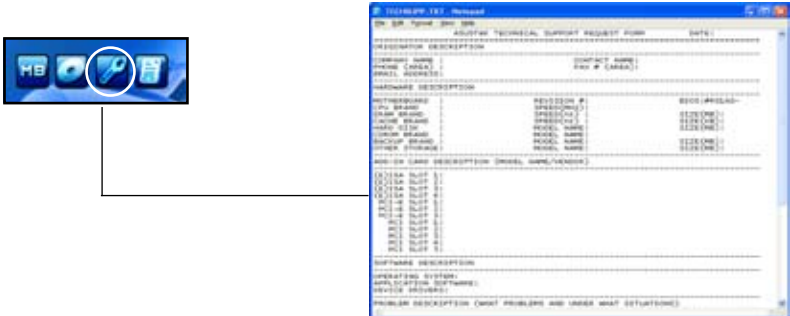 MB
TECHSUPP.TXT - Notepad
File Edit Format View Help
ASUSTEK TECHNICAL SUPPORT REQUEST FORM DATE:
ORIGINATOR DESCRIPTION
COMPANY NAME : CONTACT NAME:
PHONE (AREA) : FAX # (AREA):
EMAIL ADDRESS:
HARDWARE DESCRIPTION
MOTHERBOARD : REVISION #: BIOS:
CPU BRAND : SPEED(MHz):
DRAM BRAND : SPEED(ns) : SIZE(MB):
CACHE BRAND : SPEED(ns) : SIZE(KB):
HARD DISK : MODEL NAME: SIZE(MB):
CDROM BRAND : MODEL NAME:
BACKUP BRAND : MODEL NAME: SIZE(MB):
OTHER STORAGE: MODEL NAME:
ADD-ON CARD DESCRIPTION (MODEL NAME/VENDOR)
(E)ISA SLOT 1:
(E)ISA SLOT 2:
(E)ISA SLOT 3:
(E)ISA SLOT 4:
PCI-E SLOT 1:
PCI-E SLOT 2:
PCI-E SLOT 3:
PCI SLOT 1:
PCI SLOT 2:
PCI SLOT 3:
PCI SLOT 4:
PCI SLOT 5:
SOFTWARE DESCRIPTION
OPERATING SYSTEM:
APPLICATION SOFTWARE:
DEVICE DRIVERS:
PROBLEM DESCRIPTION (WHAT PROBLEMS AND UNDER WHAT SITUATIONS)